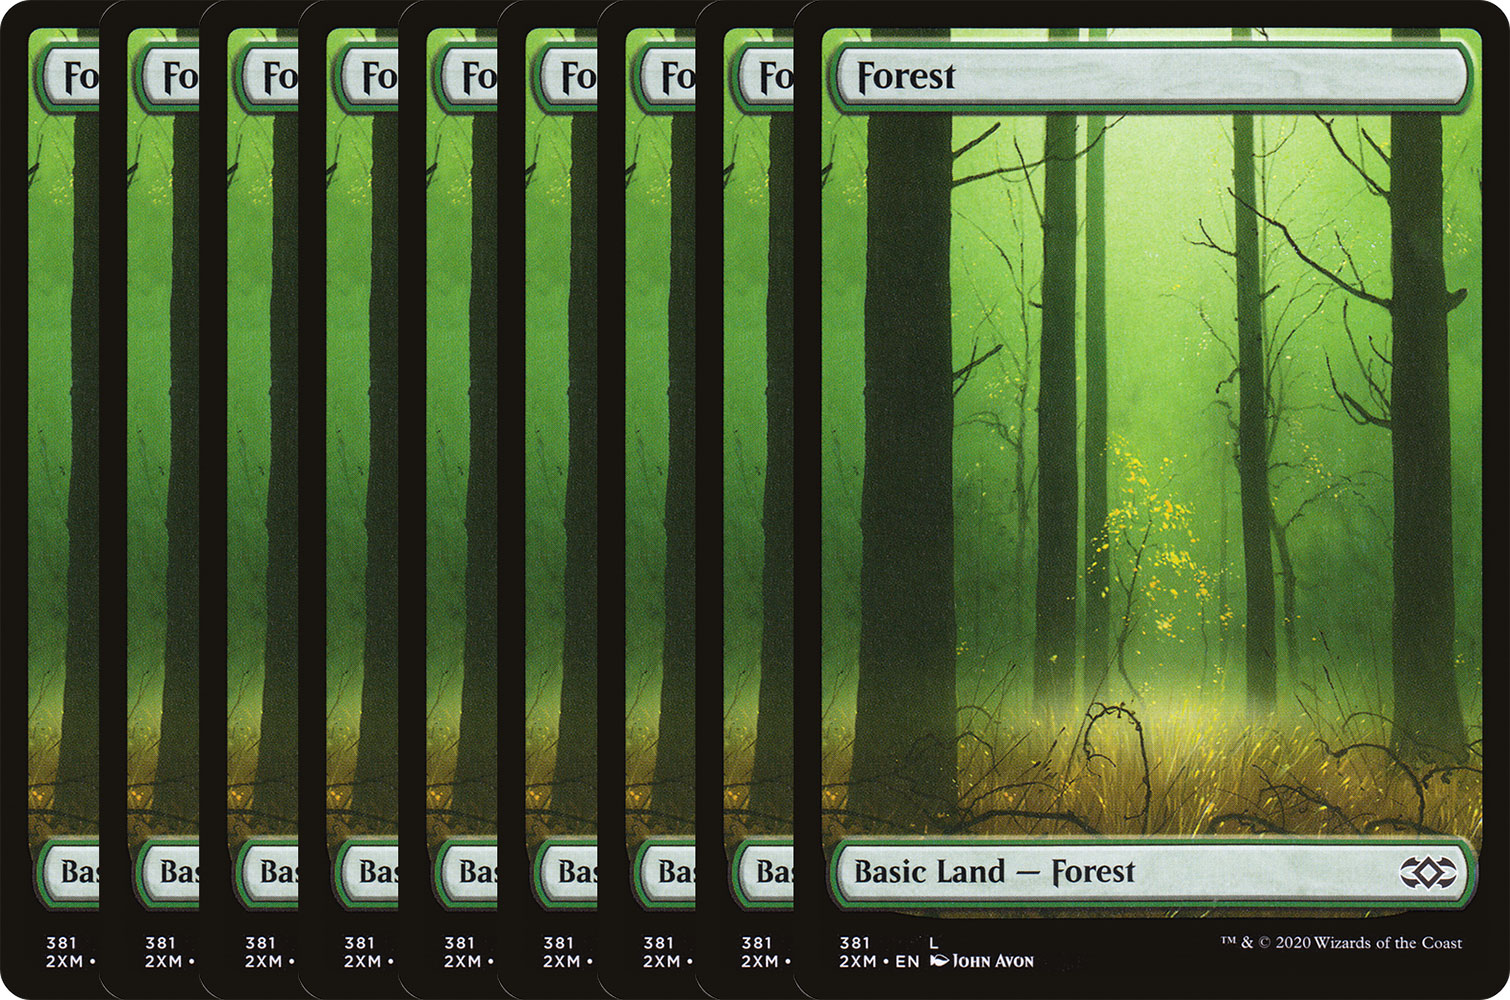 Fo Fo Fo Fo Fo Fo Fo Fo Forest
Bas Bas Bas Bas Bas Bas Bas Bas Basic Land — Forest
381 381 381 381 381 381 381 381 381 L ™ & © 2020 Wizards of the Coast
2XM • 2XM • 2XM • 2XM • 2XM • 2XM • 2XM • 2XM • 2XM • EN John Avon